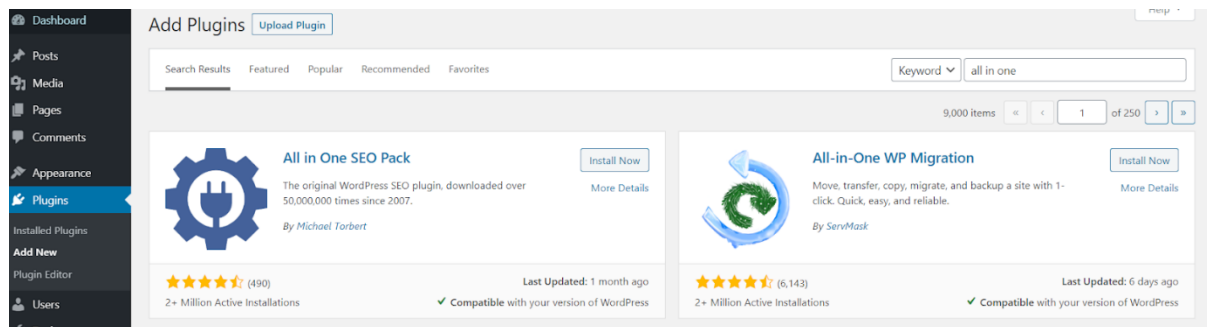 Dashboard
Posts
Media
Pages
Comments
Appearance
Plugins
Installed Plugins
Add New
Plugin Editor
Users
Help
Add Plugins Upload Plugin
Search Results Featured Popular Recommended Favorites Keyword all in one
9,000 items « ‹ 1 of 250 › »
All in One SEO Pack
Install Now
The original WordPress SEO plugin, downloaded over
50,000,000 times since 2007.
More Details
By Michael Torbert
(490)
Last Updated: 1 month ago
2+ Million Active Installations
Compatible with your version of WordPress
All-in-One WP Migration
Install Now
Move, transfer, copy, migrate, and backup a site with 1-
click. Quick, easy, and reliable.
More Details
By ServMask
(6,143)
Last Updated: 6 days ago
2+ Million Active Installations
Compatible with your version of WordPress